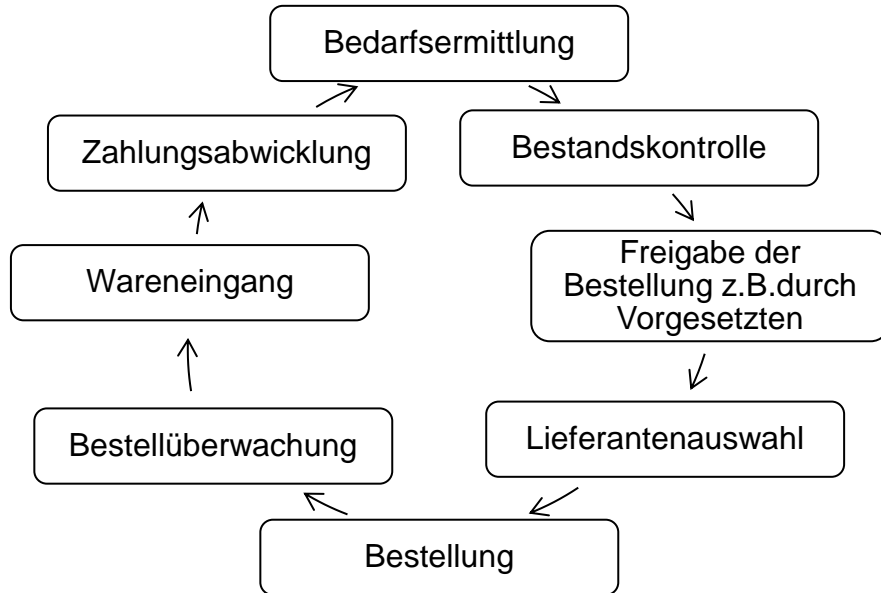 Bedarfsermittlung
Bestandskontrolle
Freigabe der
Bestellung z.B.durch
Vorgesetzten
Lieferantenauswahl
Bestellung
Bestellüberwachung
Wareneingang
Zahlungsabwicklung